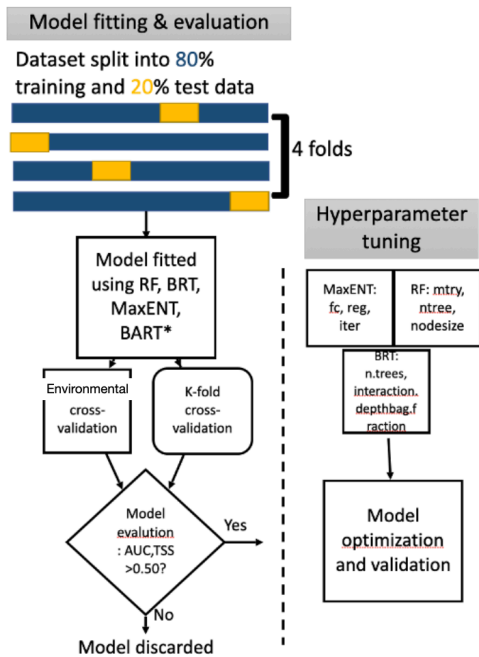 Model fitting & evaluation
Dataset split into 80%
training and 20% test data
4 folds
Model fitted
using RF, BRT,
MaxENT,
BART*
Environmental
cross-
validation
K-fold
cross-
validation
Model
evalution
: AUC,TSS
>0.50?
Yes
No
Model discarded
Hyperparameter
tuning
MaxENT:
fc, reg,
iter
RF: mtry,
ntree,
nodesize
BRT:
n.trees,
interaction.
depthbag.f
raction
Model
optimization
and validation